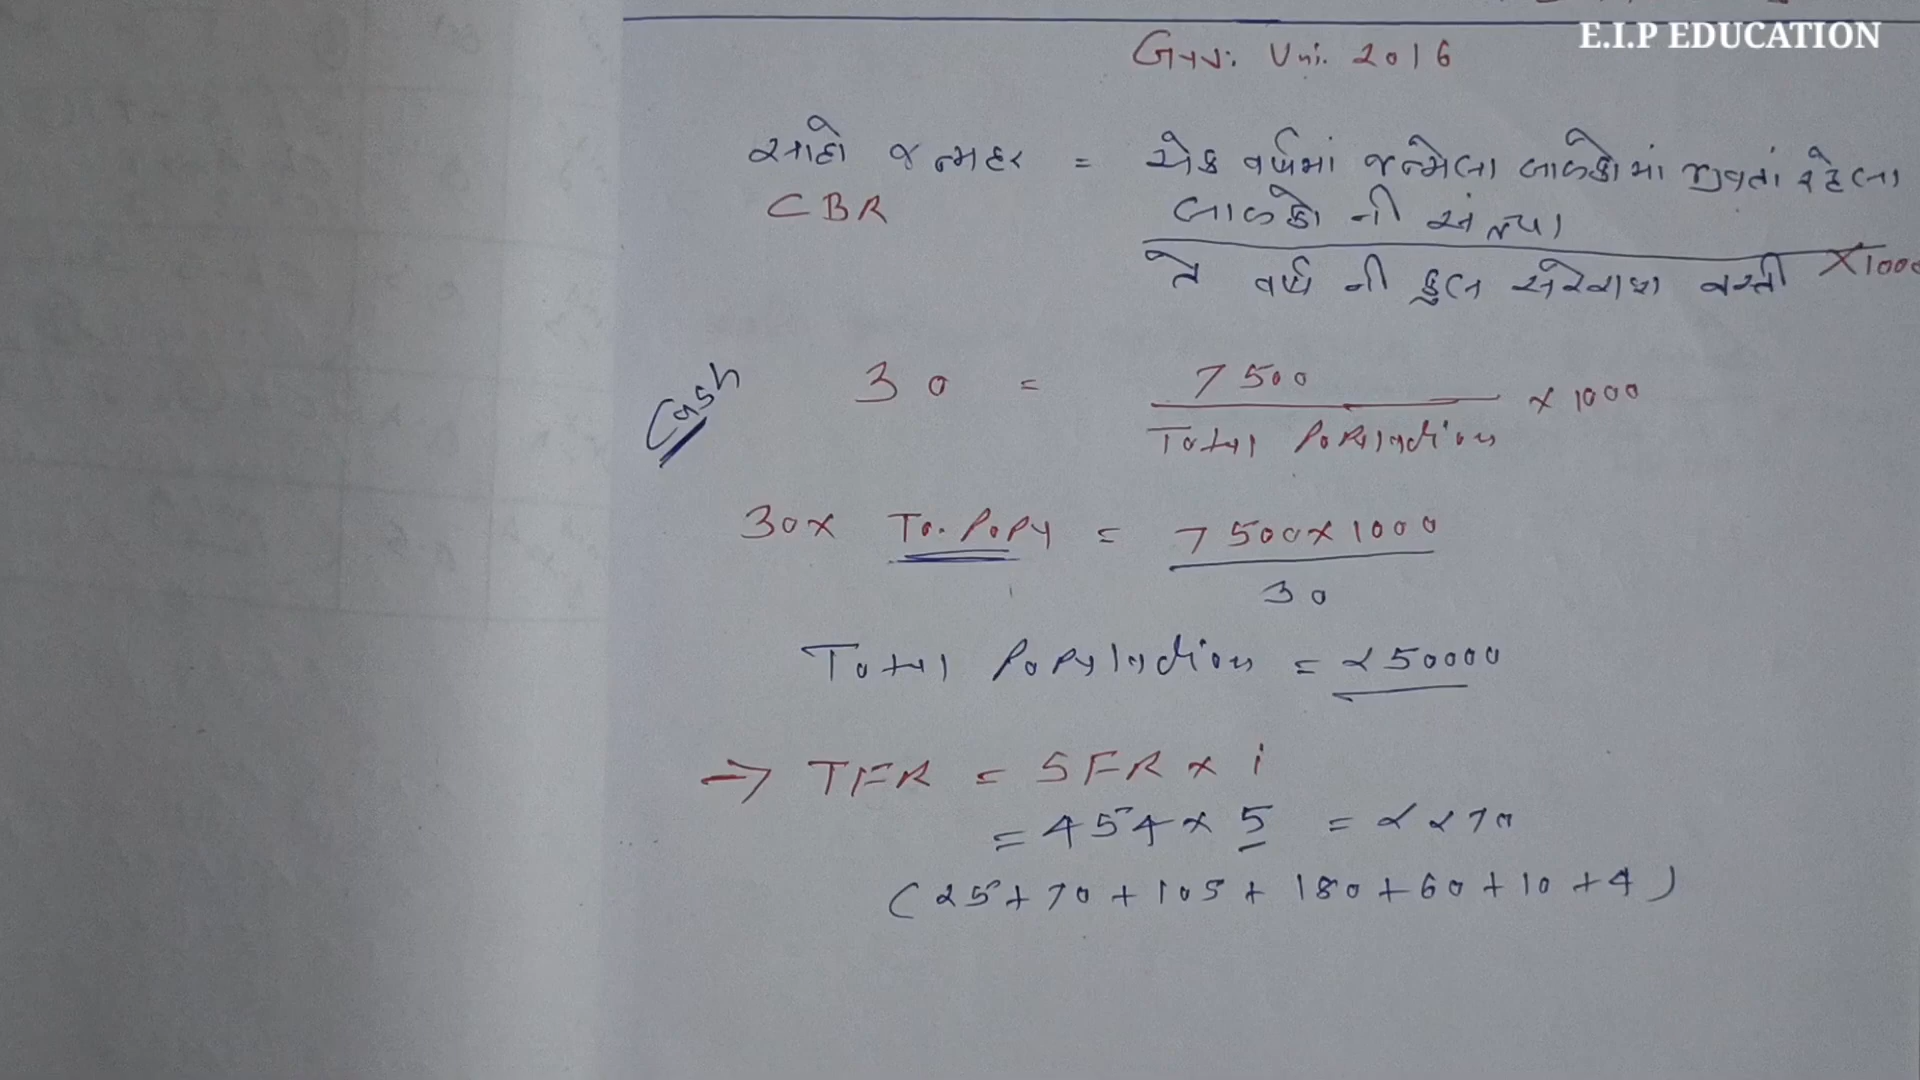 E.I.P EDUCATION
Guj. Uni. 2016
સાદો જન્મદર = એક વર્ષમાં જન્મેલા બાળકોમાં જીવતાં રહેલા
CBR બાળકો ની સંખ્યા
તે વર્ષ ની કુલ સરેરાશ વસ્તી ×1000
Cash
30 = 7500 × 1000
Total Population
30× To. Popu = 7500×1000
30
Total Population = 250000
→ TFR = SFR × i
= 454 × 5 = 2270
(25+70+105+180+60+10+4)